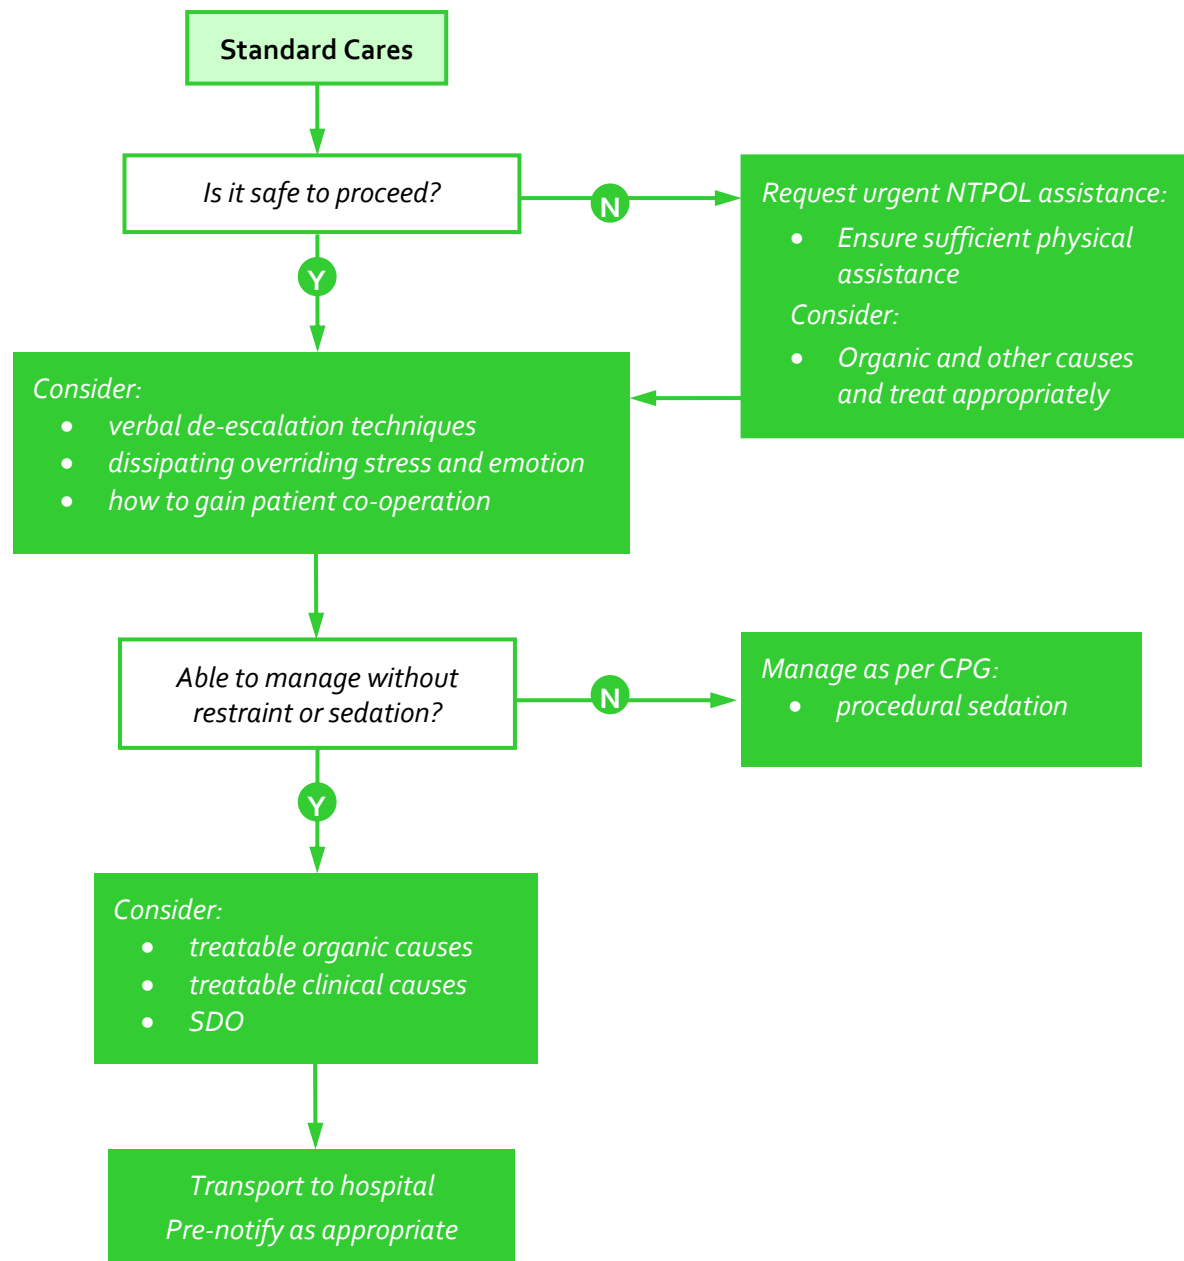 Standard Cares
Is it safe to proceed?
N
Request urgent NTPOL assistance:
• Ensure sufficient physical
assistance
Consider:
• Organic and other causes
and treat appropriately
Y
Consider:
• verbal de-escalation techniques
• dissipating overriding stress and emotion
• how to gain patient co-operation
Able to manage without
restraint or sedation?
N
Manage as per CPG:
• procedural sedation
Y
Consider:
• treatable organic causes
• treatable clinical causes
• SDO
Transport to hospital
Pre-notify as appropriate